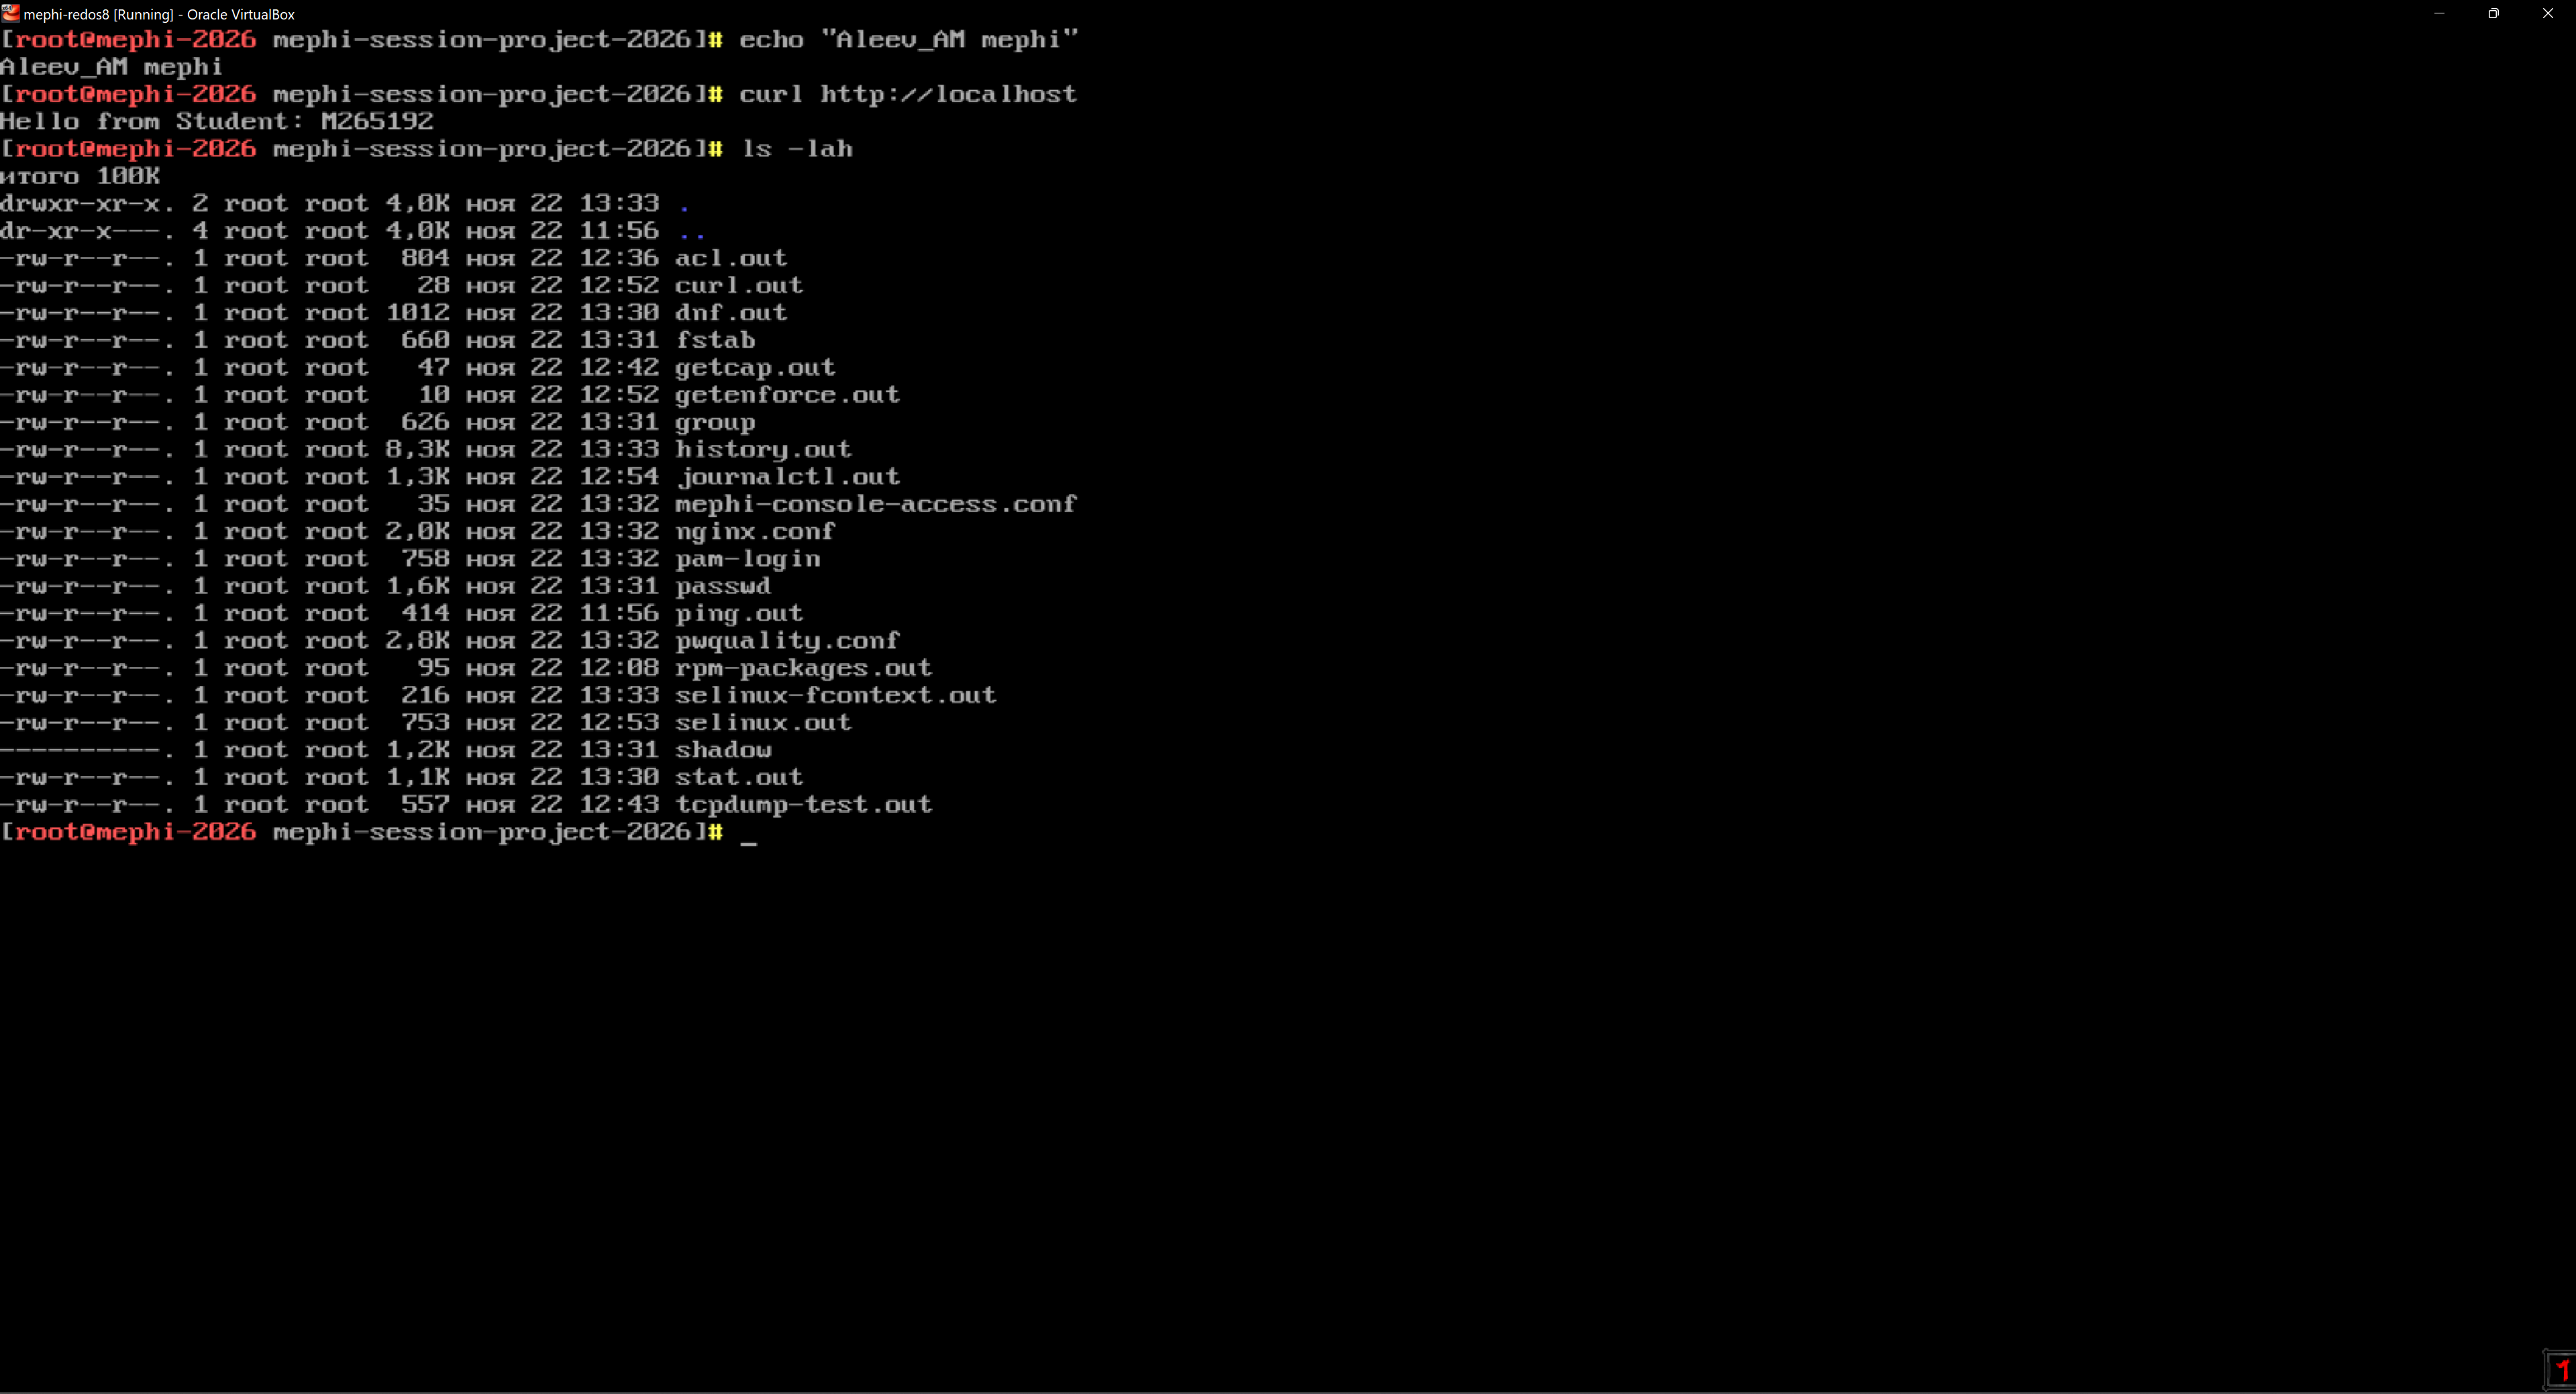 mephi-redos8 [Running] - Oracle VirtualBox
[root@mephi-2026 mephi-session-project-2026]# echo "Aleev_AM mephi"
Aleev_AM mephi
[root@mephi-2026 mephi-session-project-2026]# curl http://localhost
Hello from Student: M265192
[root@mephi-2026 mephi-session-project-2026]# ls -lah
итого 100K
drwxr-xr-x. 2 root root 4,0K ноя 22 13:33 .
dr-xr-x---. 4 root root 4,0K ноя 22 11:56 ..
-rw-r--r--. 1 root root  804 ноя 22 12:36 acl.out
-rw-r--r--. 1 root root   28 ноя 22 12:52 curl.out
-rw-r--r--. 1 root root 1012 ноя 22 13:30 dnf.out
-rw-r--r--. 1 root root  660 ноя 22 13:31 fstab
-rw-r--r--. 1 root root   47 ноя 22 12:42 getcap.out
-rw-r--r--. 1 root root   10 ноя 22 12:52 getenforce.out
-rw-r--r--. 1 root root  626 ноя 22 13:31 group
-rw-r--r--. 1 root root 8,3K ноя 22 13:33 history.out
-rw-r--r--. 1 root root 1,3K ноя 22 12:54 journalctl.out
-rw-r--r--. 1 root root   35 ноя 22 13:32 mephi-console-access.conf
-rw-r--r--. 1 root root 2,0K ноя 22 13:32 nginx.conf
-rw-r--r--. 1 root root  758 ноя 22 13:32 pam-login
-rw-r--r--. 1 root root 1,6K ноя 22 13:31 passwd
-rw-r--r--. 1 root root  414 ноя 22 11:56 ping.out
-rw-r--r--. 1 root root 2,8K ноя 22 13:32 pwquality.conf
-rw-r--r--. 1 root root   95 ноя 22 12:08 rpm-packages.out
-rw-r--r--. 1 root root  216 ноя 22 13:33 selinux-fcontext.out
-rw-r--r--. 1 root root  753 ноя 22 12:53 selinux.out
----------. 1 root root 1,2K ноя 22 13:31 shadow
-rw-r--r--. 1 root root 1,1K ноя 22 13:30 stat.out
-rw-r--r--. 1 root root  557 ноя 22 12:43 tcpdump-test.out
[root@mephi-2026 mephi-session-project-2026]# _